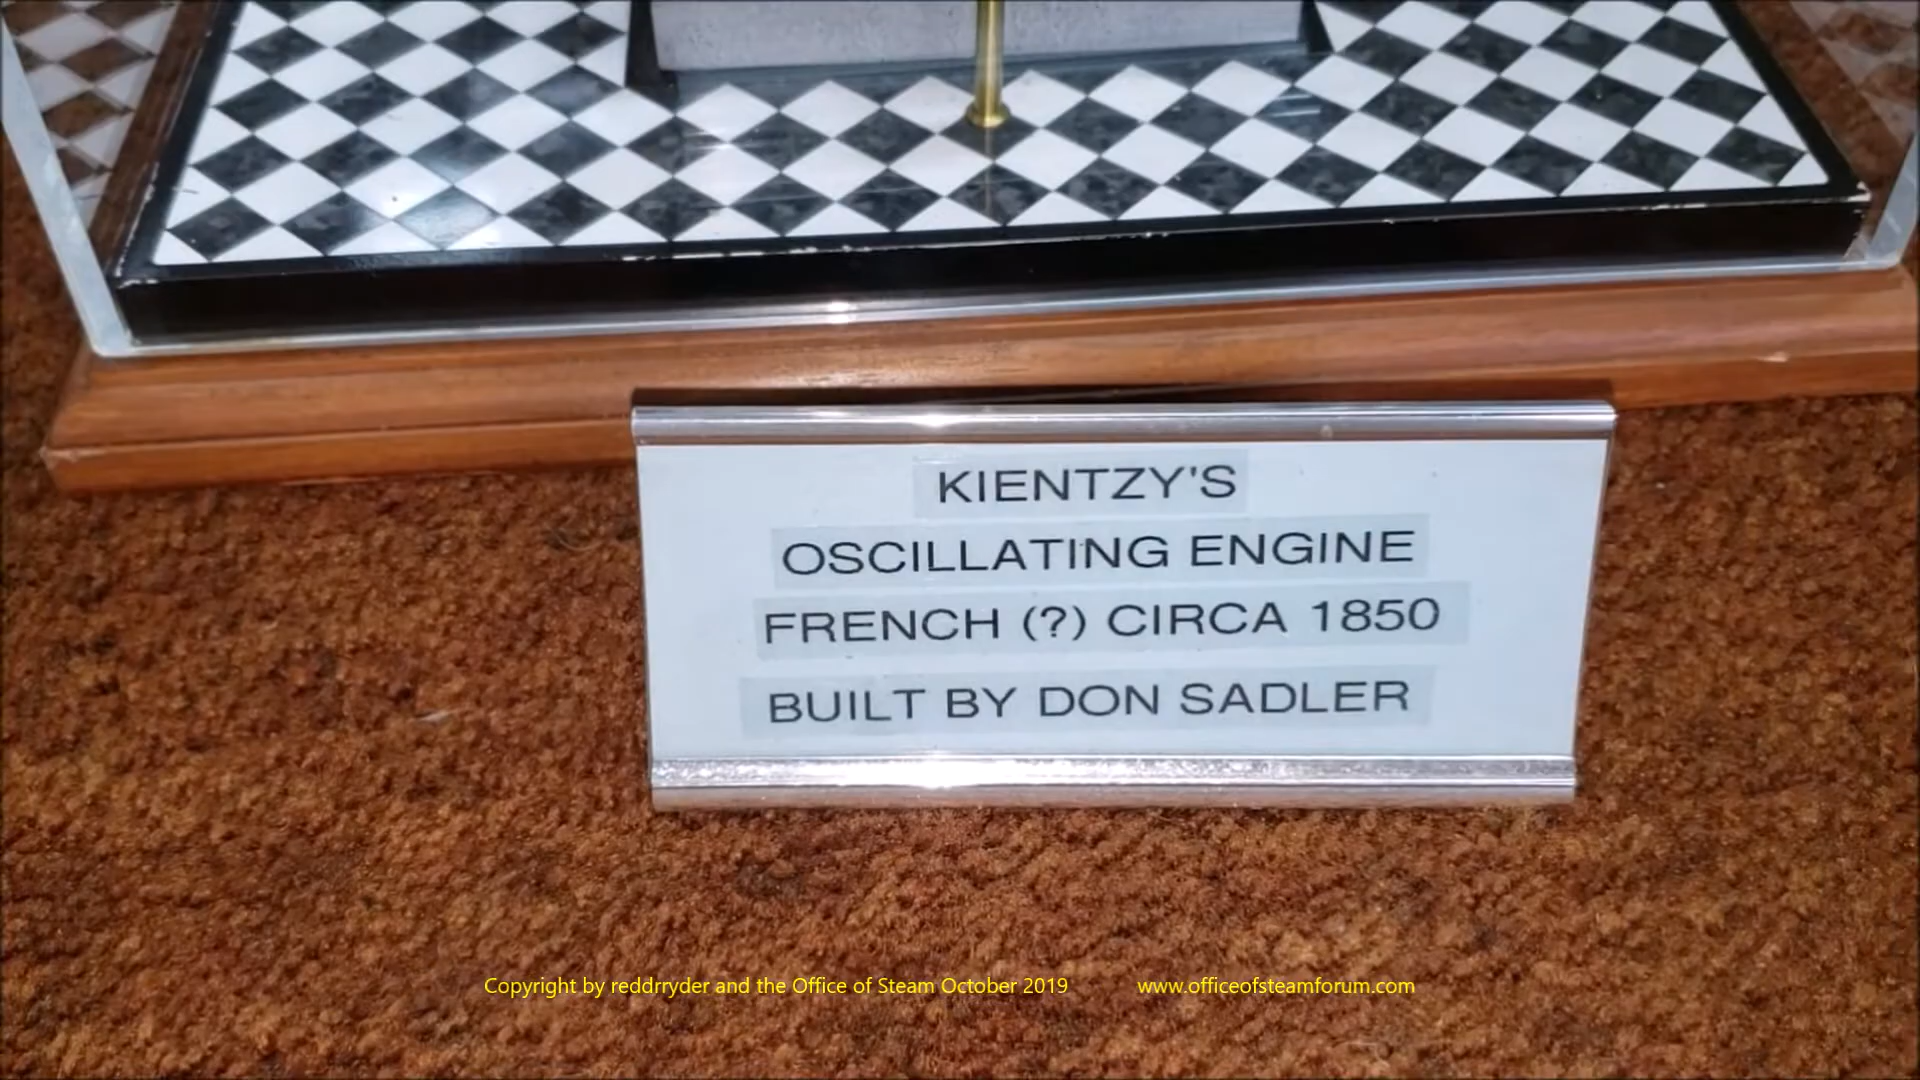 KIENTZY'S
OSCILLATING ENGINE
FRENCH (?) CIRCA 1850
BUILT BY DON SADLER
Copyright by reddrryder and the Office of Steam October 2019 www.officeofsteamforum.com